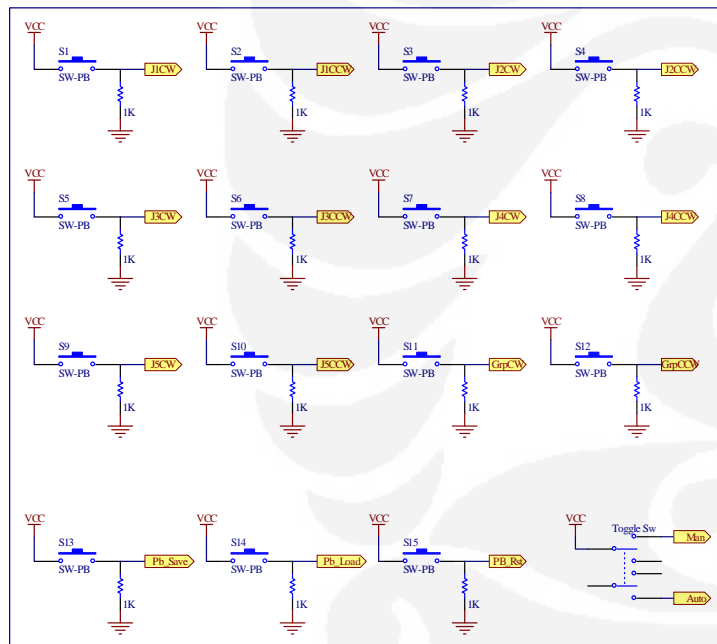 VCC VCC VCC VCC
S1 S2 S3 S4
J1CW J1CCW J2CW J2CCW
SW-PB SW-PB SW-PB SW-PB
1K 1K 1K 1K
VCC VCC VCC VCC
S5 S6 S7 S8
J3CW J3CCW J4CW J4CCW
SW-PB SW-PB SW-PB SW-PB
1K 1K 1K 1K
VCC VCC VCC VCC
S9 S10 S11 S12
J5CW J5CCW GrpCW GrpCCW
SW-PB SW-PB SW-PB SW-PB
1K 1K 1K 1K
VCC VCC VCC VCC
Toggle Sw
S13 S14 S15
Man
Pb_Save Pb_Load PB_Rst
SW-PB SW-PB SW-PB
1K 1K 1K
Auto